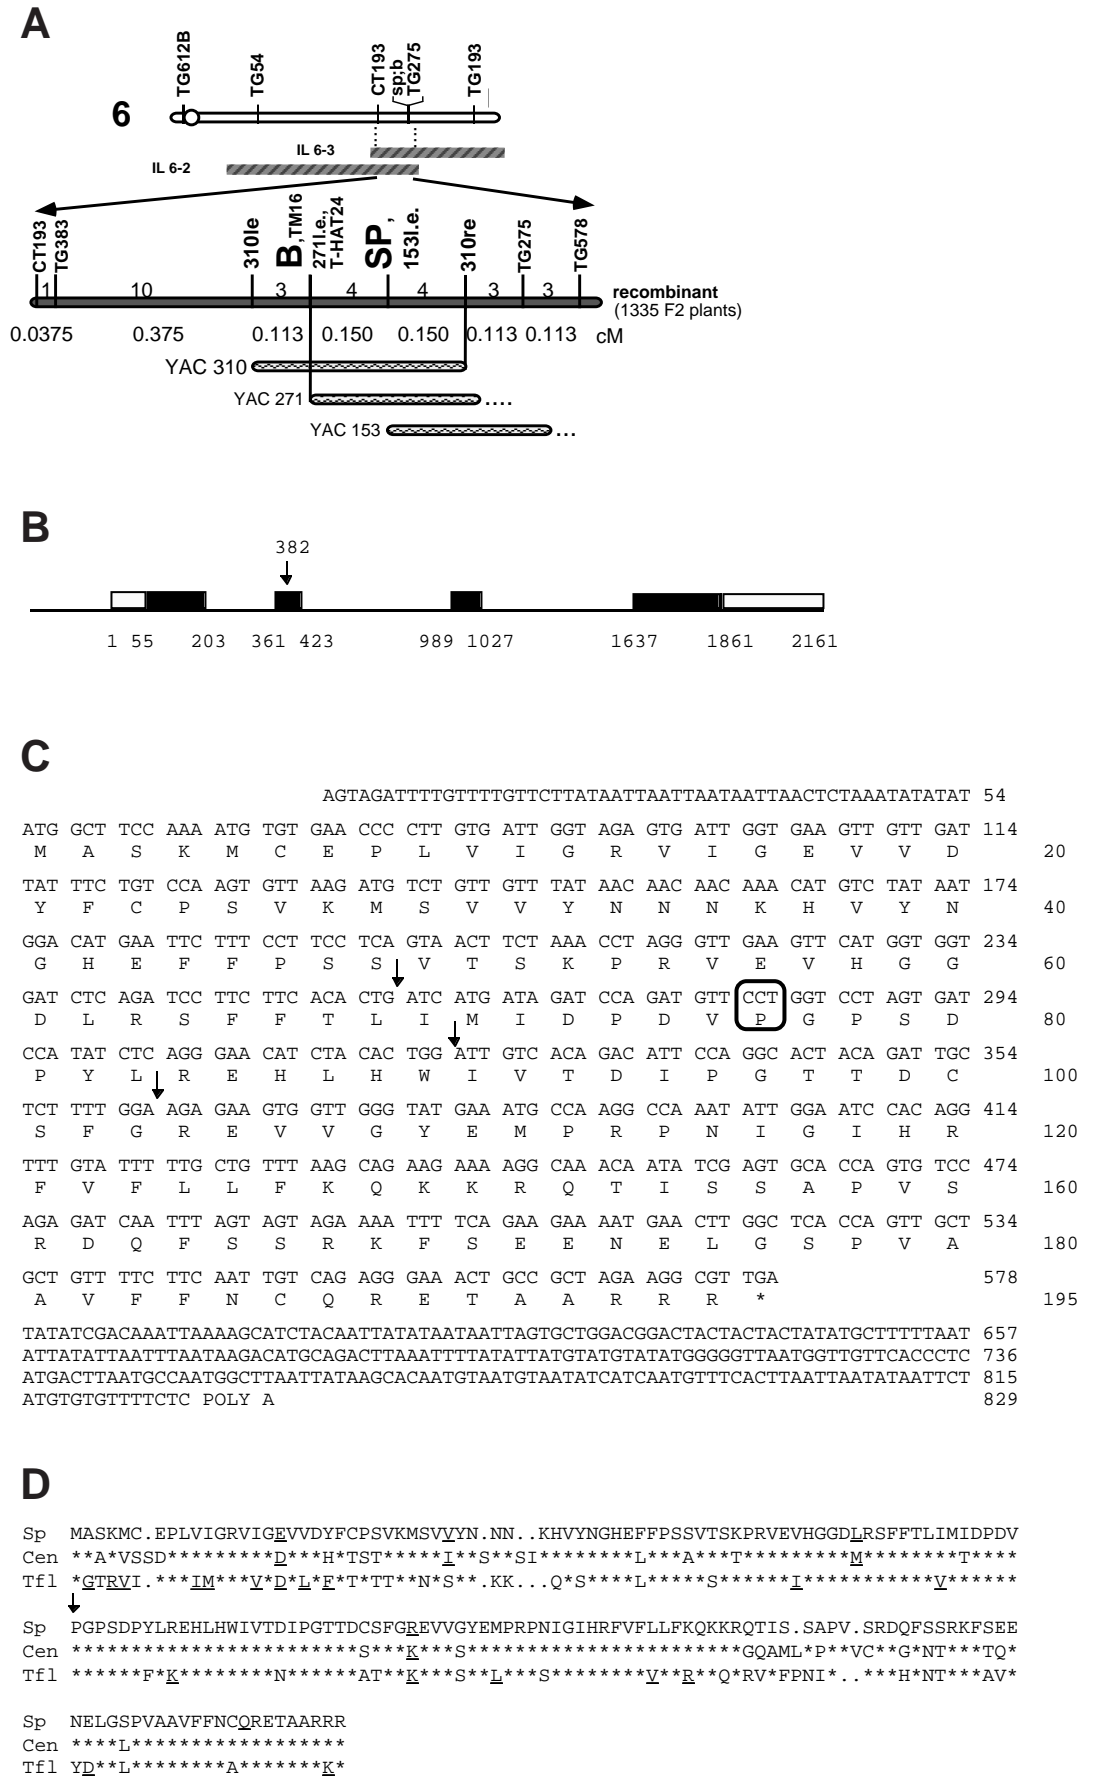 A
TG612B
TG54
CT193
sp;b
TG275
TG193
6
IL 6-3
IL 6-2
CT193
TG383
310le
B,TM16
271l.e.,
T-HAT24
SP,
153l.e.
310re
TG275
TG578
1 10 3 4 4 3 3 recombinant
(1335 F2 plants)
0.0375 0.375 0.113 0.150 0.150 0.113 0.113 cM
YAC 310
YAC 271 ....
YAC 153 ...
B
382
1 55 203 361 423 989 1027 1637 1861 2161
C
AGTAGATTTTGTTTTGTTCTTATAATTAATTAATAATTAACTCTAAATATATAT 54
ATG GCT TCC AAA ATG TGT GAA CCC CTT GTG ATT GGT AGA GTG ATT GGT GAA GTT GTT GAT 114
M A S K M C E P L V I G R V I G E V V D 20
TAT TTC TGT CCA AGT GTT AAG ATG TCT GTT GTT TAT AAC AAC AAC AAA CAT GTC TAT AAT 174
Y F C P S V K M S V V Y N N N K H V Y N 40
GGA CAT GAA TTC TTT CCT TCC TCA GTA ACT TCT AAA CCT AGG GTT GAA GTT CAT GGT GGT 234
G H E F F P S S V T S K P R V E V H G G 60
GAT CTC AGA TCC TTC TTC ACA CTG ATC ATG ATA GAT CCA GAT GTT CCT GGT CCT AGT GAT 294
D L R S F F T L I M I D P D V P G P S D 80
CCA TAT CTC AGG GAA CAT CTA CAC TGG ATT GTC ACA GAC ATT CCA GGC ACT ACA GAT TGC 354
P Y L R E H L H W I V T D I P G T T D C 100
TCT TTT GGA AGA GAA GTG GTT GGG TAT GAA ATG CCA AGG CCA AAT ATT GGA ATC CAC AGG 414
S F G R E V V G Y E M P R P N I G I H R 120
TTT GTA TTT TTG CTG TTT AAG CAG AAG AAA AGG CAA ACA ATA TCG AGT GCA CCA GTG TCC 474
F V F L L F K Q K K R Q T I S S A P V S 160
AGA GAT CAA TTT AGT AGT AGA AAA TTT TCA GAA GAA AAT GAA CTT GGC TCA CCA GTT GCT 534
R D Q F S S R K F S E E N E L G S P V A 180
GCT GTT TTC TTC AAT TGT CAG AGG GAA ACT GCC GCT AGA AGG CGT TGA 578
A V F F N C Q R E T A A R R R * 195
TATATCGACAAATTAAAAGCATCTACAATTATATAATAATTAGTGCTGGACGGACTACTACTACTATATGCTTTTTAAT 657
ATTATATTAATTTAATAAGACATGCAGACTTAAATTTTATATTATGTATGTATATGGGGGTTAATGGTTGTTCACCCTC 736
ATGACTTAATGCCAATGGCTTAATTATAAGCACAATGTAATGTAATATCATCAATGTTTCACTTAATTAATATAATTCT 815
ATGTGTGTTTTCTC POLY A 829
D
Sp MASKMC.EPLVIGRVIGEVVDYFCPSVKMSVVYN.NN..KHVYNGHEFFPSSVTSKPRVEVHGGDLRSFFTLIMIDPDV
Cen **A*VSSD*********D***H*TST*****I**S**SI********L***A***T*********M********T****
Tfl *GTRVI.***IM***V*D*L*F**T*TT**N*S**.KK...Q*S****L*****S******I***********V******
Sp PGPSDPYLREHLHWIVTDIPGTTDCSFGREVVGYEMPRPNIGIHRFVFLLFKQKKRQTIS.SAPV.SRDQFSSRKFSEE
Cen ************************S***K***S***********************GQAML*P**VC**G*NT***TQ*
Tfl ******F*K********N******AT**K***S**L***S********V**R**Q*RV*FPNI*..***H*NT***AV*
Sp NELGSPVAAVFFNCQRETAARRR
Cen ****L******************
Tfl YD**L********A*******K*